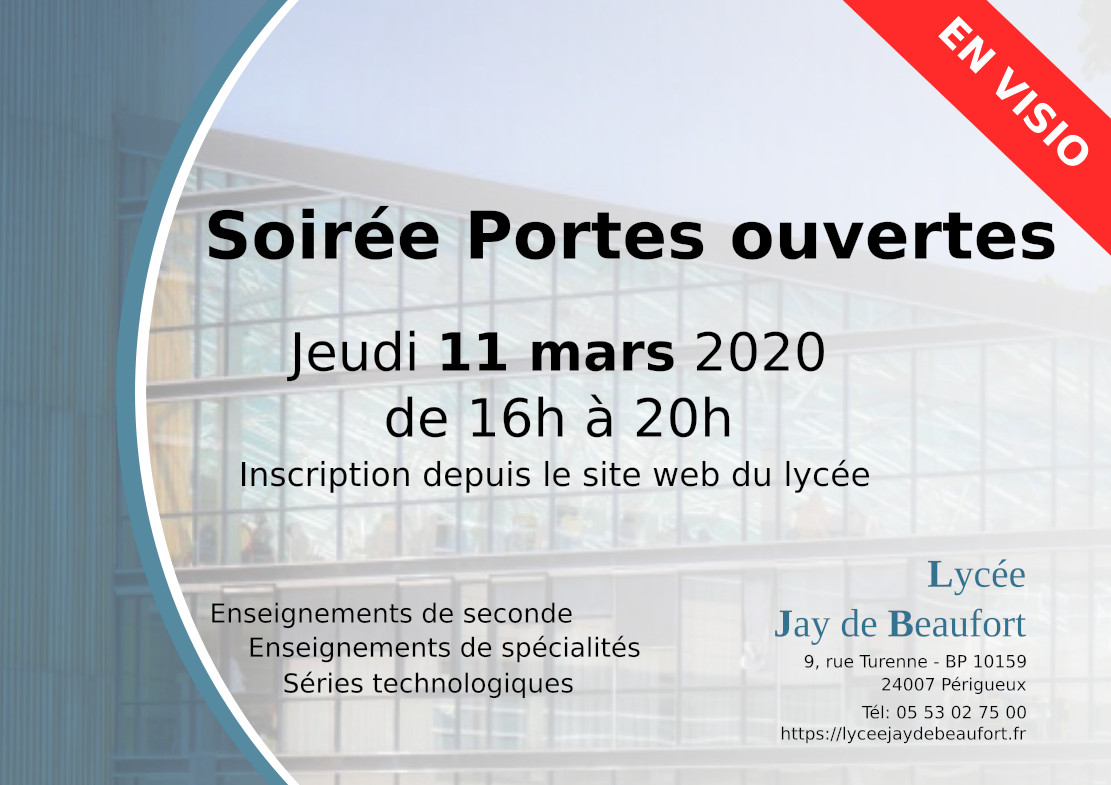 EN VISIO
Soirée Portes ouvertes
Jeudi 11 mars 2020
de 16h à 20h
Inscription depuis le site web du lycée
Enseignements de seconde
Enseignements de spécialités
Séries technologiques
Lycée
Jay de Beaufort
9, rue Turenne - BP 10159
24007 Périgueux
Tél: 05 53 02 75 00
https://lyceejaydebeaufort.fr